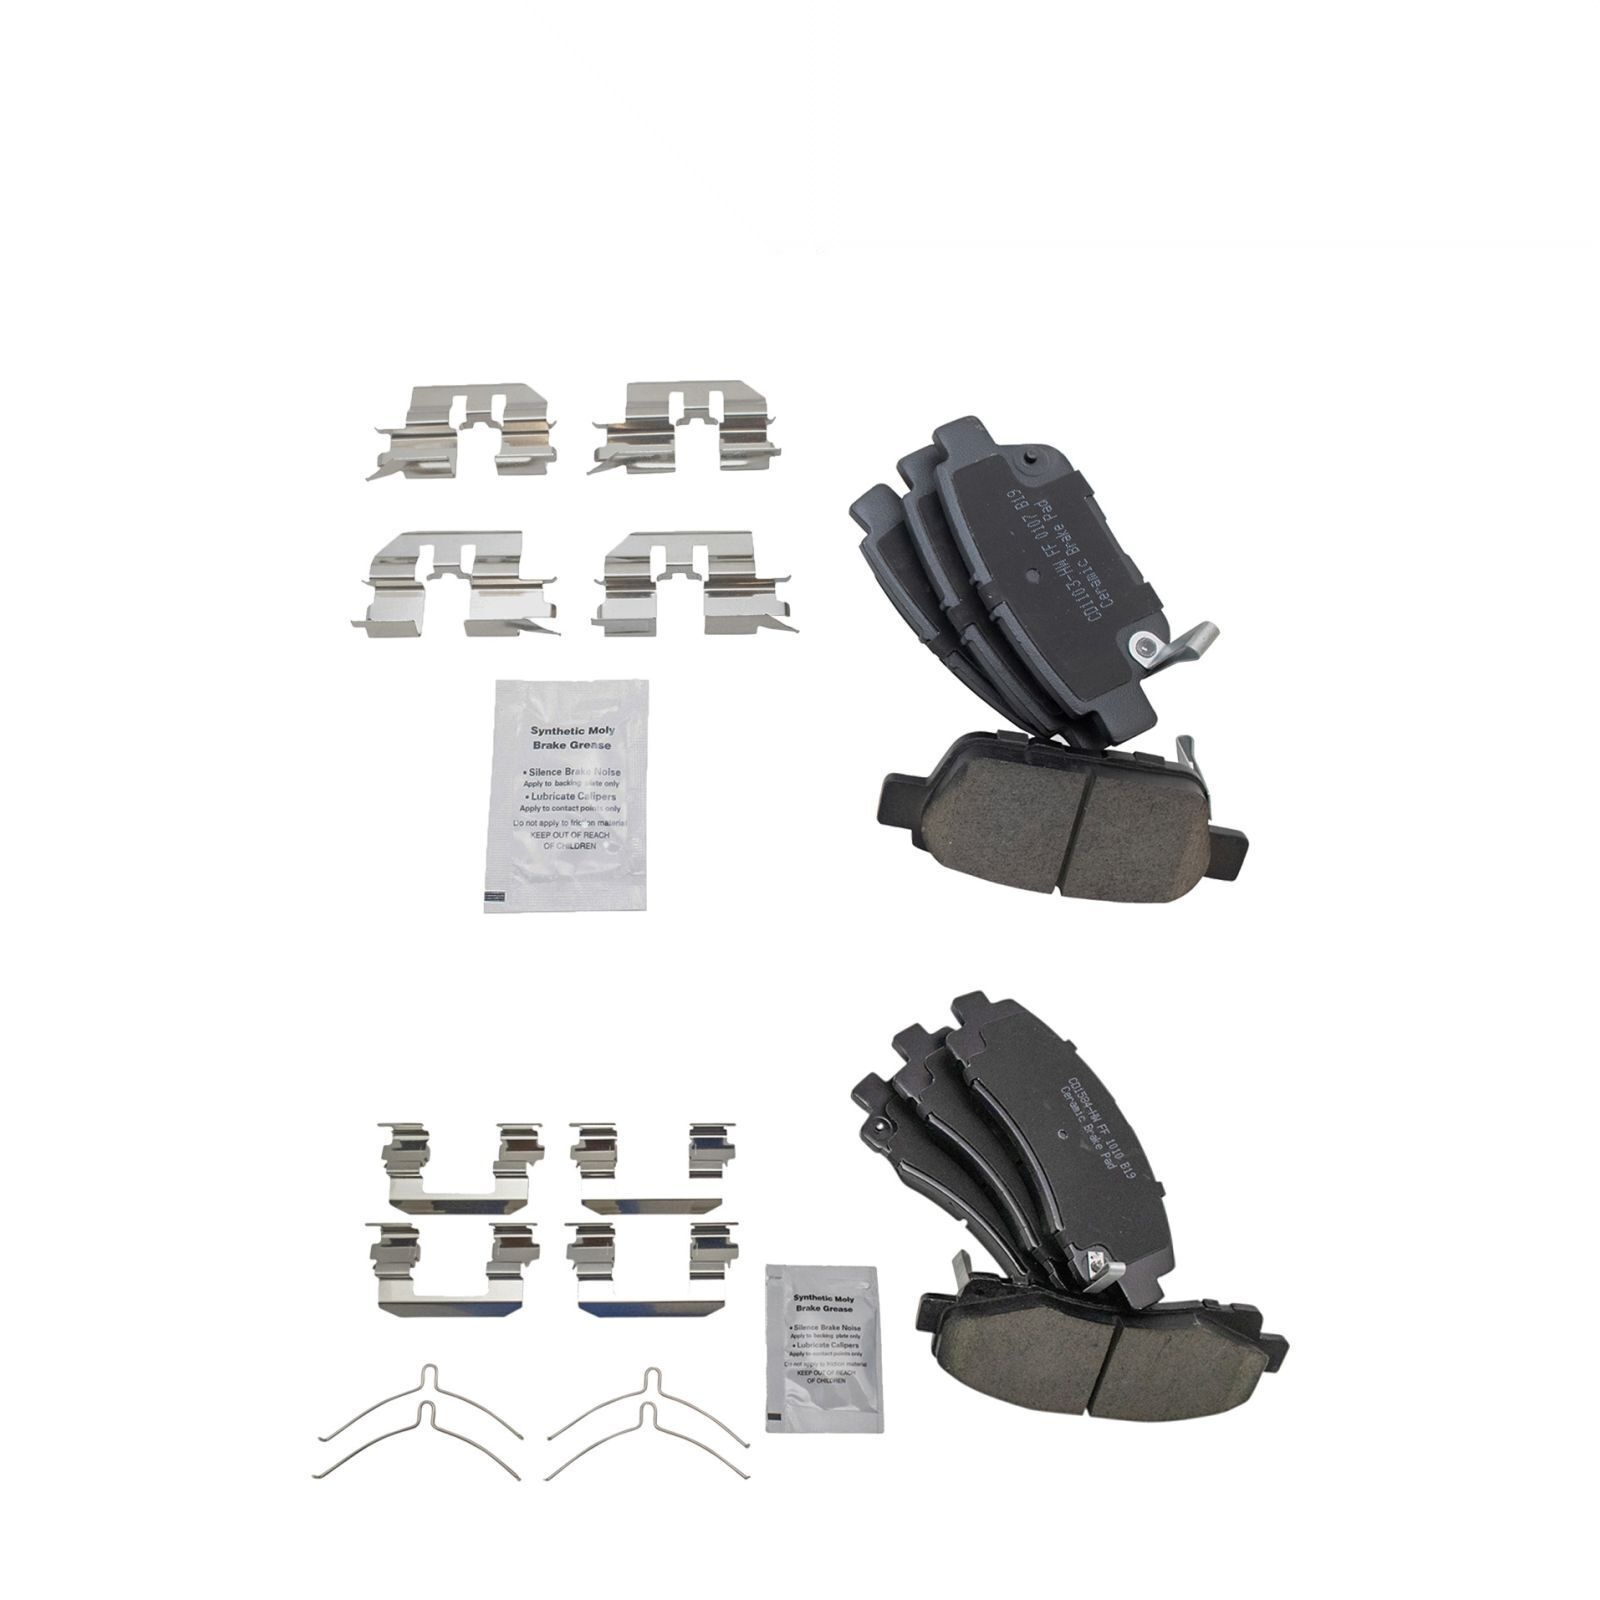 CD1103-HW FF 0107 B19
Ceramic Brake Pad
Synthetic Moly
Brake Grease
• Silence Brake Noise
Apply to backing plate only
• Lubricate Calipers
Apply to contact points only
Do not apply to friction material
KEEP OUT OF REACH
OF CHILDREN
CD1584-HW FF 1010 B19
Ceramic Brake Pad
Synthetic Moly
Brake Grease
• Silence Brake Noise
Apply to backing plate only
• Lubricate Calipers
Apply to contact points only
Do not apply to friction material
KEEP OUT OF REACH
OF CHILDREN